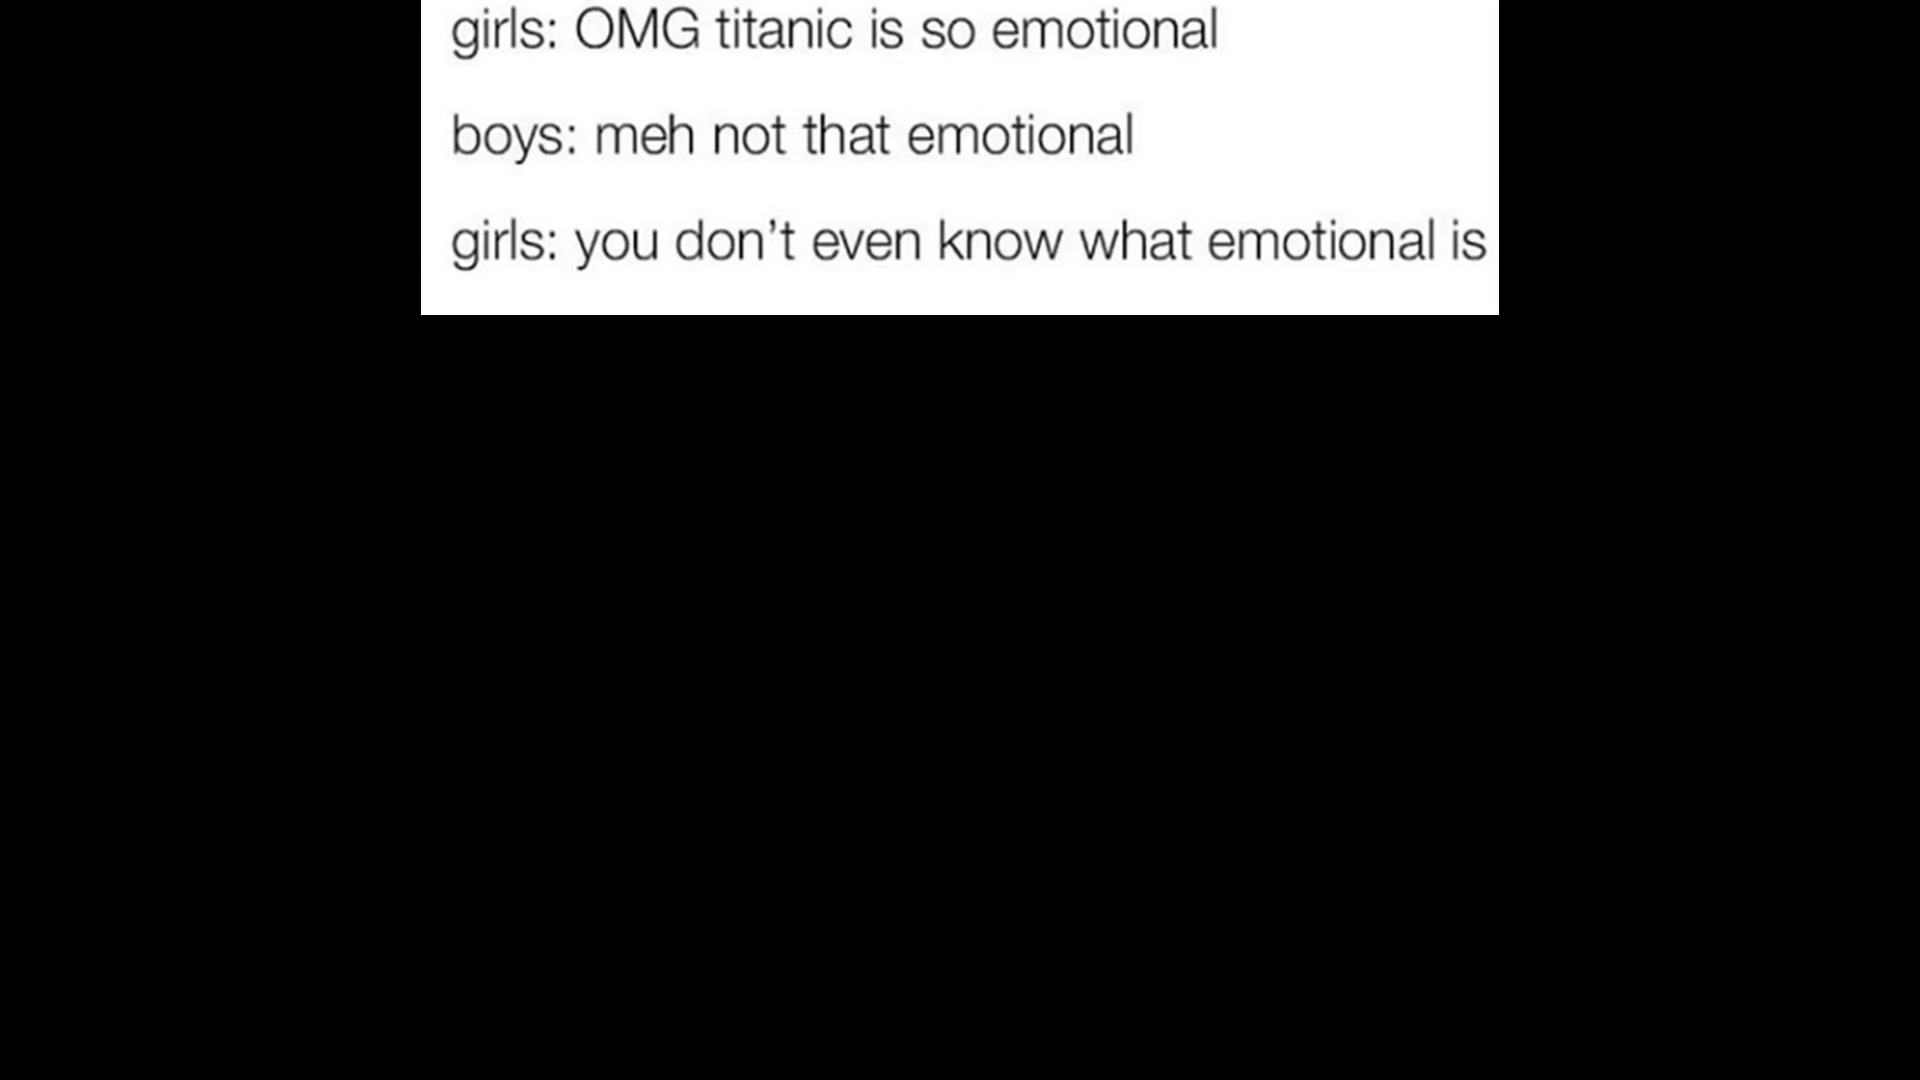 girls: OMG titanic is so emotional
boys: meh not that emotional
girls: you don’t even know what emotional is